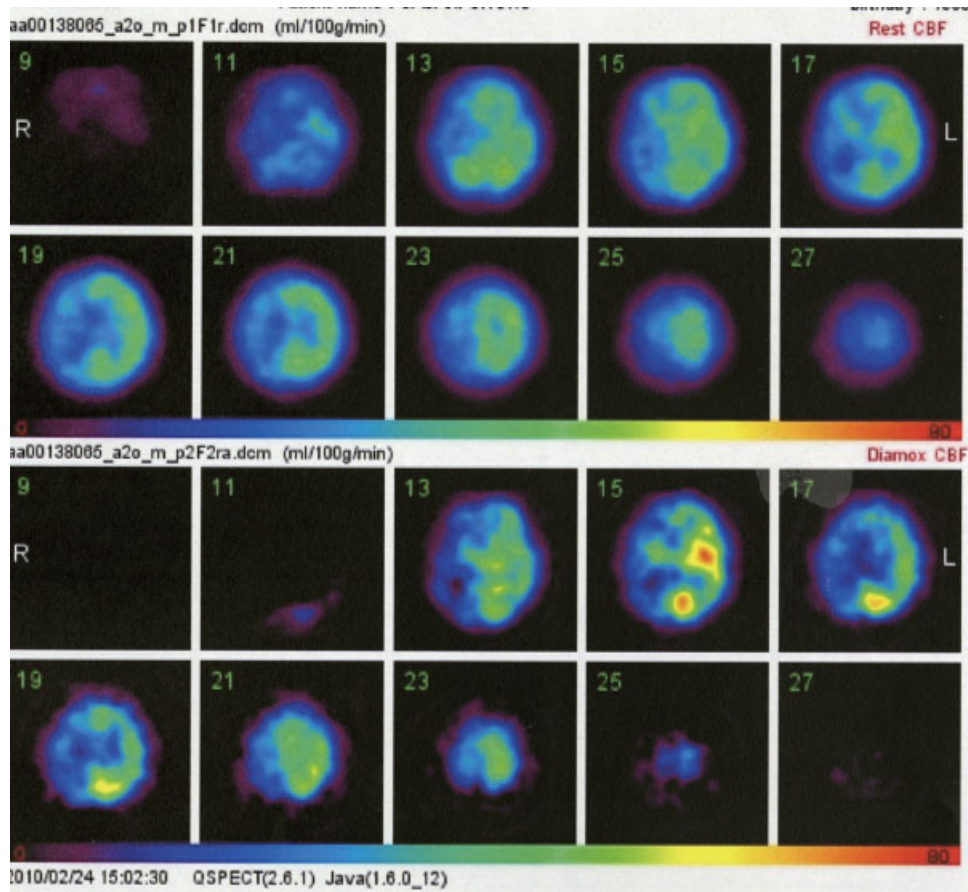 aa00138065_a2o_m_p1F1r.dcm (ml/100g/min) Rest CBF
9 11 13 15 17
R L
19 21 23 25 27
0 80
aa00138065_a2o_m_p2F2ra.dcm (ml/100g/min) Diamox CBF
9 11 13 15 17
R L
19 21 23 25 27
0 80
2010/02/24 15:02:30 QSPECT(2.6.1) Java(1.6.0_12)